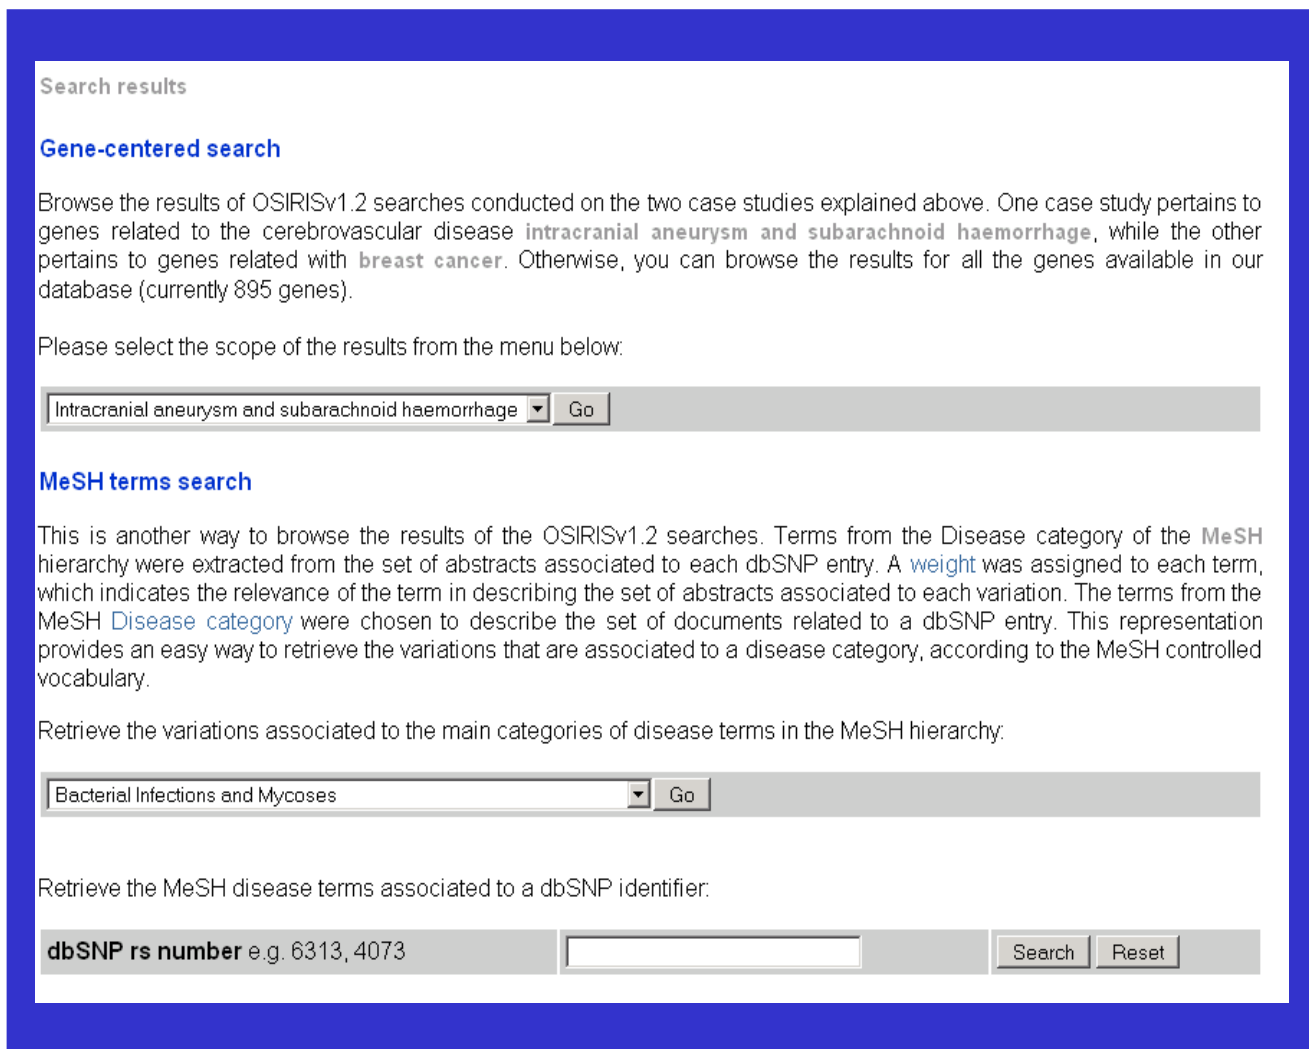 Search results
Gene-centered search
Browse the results of OSIRISv1.2 searches conducted on the two case studies explained above. One case study pertains to
genes related to the cerebrovascular disease intracranial aneurysm and subarachnoid haemorrhage, while the other
pertains to genes related with breast cancer. Otherwise, you can browse the results for all the genes available in our
database (currently 895 genes).
Please select the scope of the results from the menu below:
Intracranial aneurysm and subarachnoid haemorrhage Go
MeSH terms search
This is another way to browse the results of the OSIRISv1.2 searches. Terms from the Disease category of the MeSH
hierarchy were extracted from the set of abstracts associated to each dbSNP entry. A weight was assigned to each term,
which indicates the relevance of the term in describing the set of abstracts associated to each variation. The terms from the
MeSH Disease category were chosen to describe the set of documents related to a dbSNP entry. This representation
provides an easy way to retrieve the variations that are associated to a disease category, according to the MeSH controlled
vocabulary.
Retrieve the variations associated to the main categories of disease terms in the MeSH hierarchy:
Bacterial Infections and Mycoses Go
Retrieve the MeSH disease terms associated to a dbSNP identifier:
dbSNP rs number e.g. 6313, 4073 Search Reset